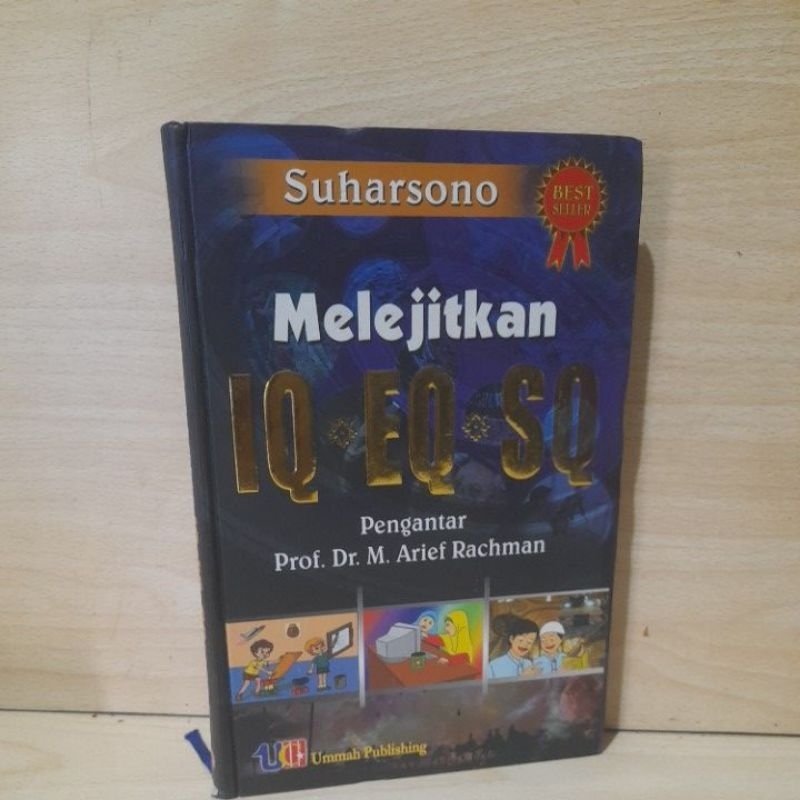 Suharsono
BEST
SELLER
Melejitkan
IQ EQ SQ
Pengantar
Prof. Dr. M. Arief Rachman
Ummah Publishing